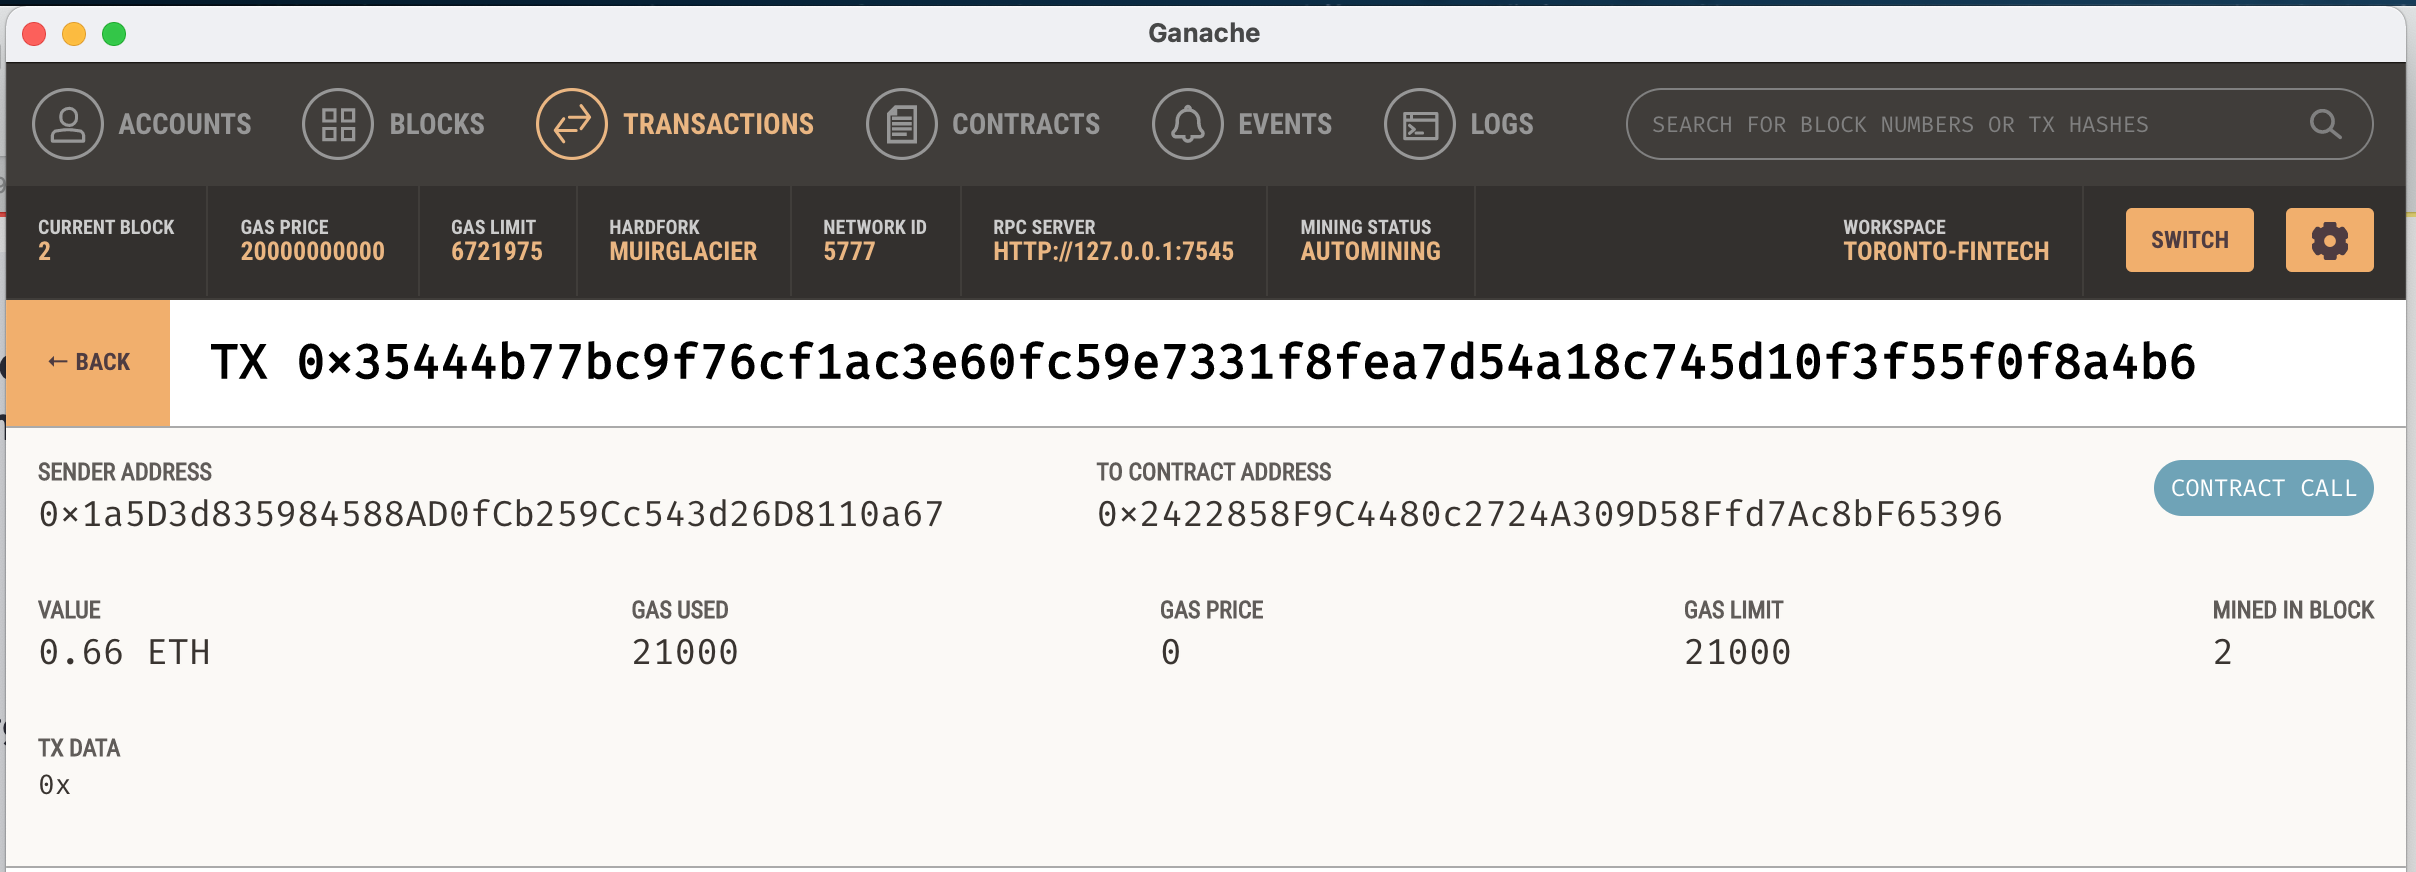 Ganache
ACCOUNTS BLOCKS TRANSACTIONS CONTRACTS EVENTS LOGS SEARCH FOR BLOCK NUMBERS OR TX HASHES
CURRENT BLOCK GAS PRICE GAS LIMIT HARDFORK NETWORK ID RPC SERVER MINING STATUS WORKSPACE
2 20000000000 6721975 MUIRGLACIER 5777 HTTP://127.0.0.1:7545 AUTOMINING TORONTO-FINTECH
SWITCH
← BACK TX 0×35444b77bc9f76cf1ac3e60fc59e7331f8fea7d54a18c745d10f3f55f0f8a4b6
SENDER ADDRESS TO CONTRACT ADDRESS
0×1a5D3d835984588AD0fCb259Cc543d26D8110a67 0×2422858F9C4480c2724A309D58Ffd7Ac8bF65396
CONTRACT CALL
VALUE GAS USED GAS PRICE GAS LIMIT MINED IN BLOCK
0.66 ETH 21000 0 21000 2
TX DATA
0x